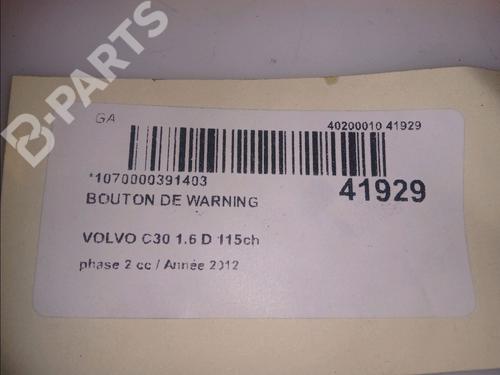 B-PARTS
GA
40200010 41929
*1070000391403
41929
BOUTON DE WARNING
VOLVO C30 1.6 D 115ch
phase 2 cc / Année 2012